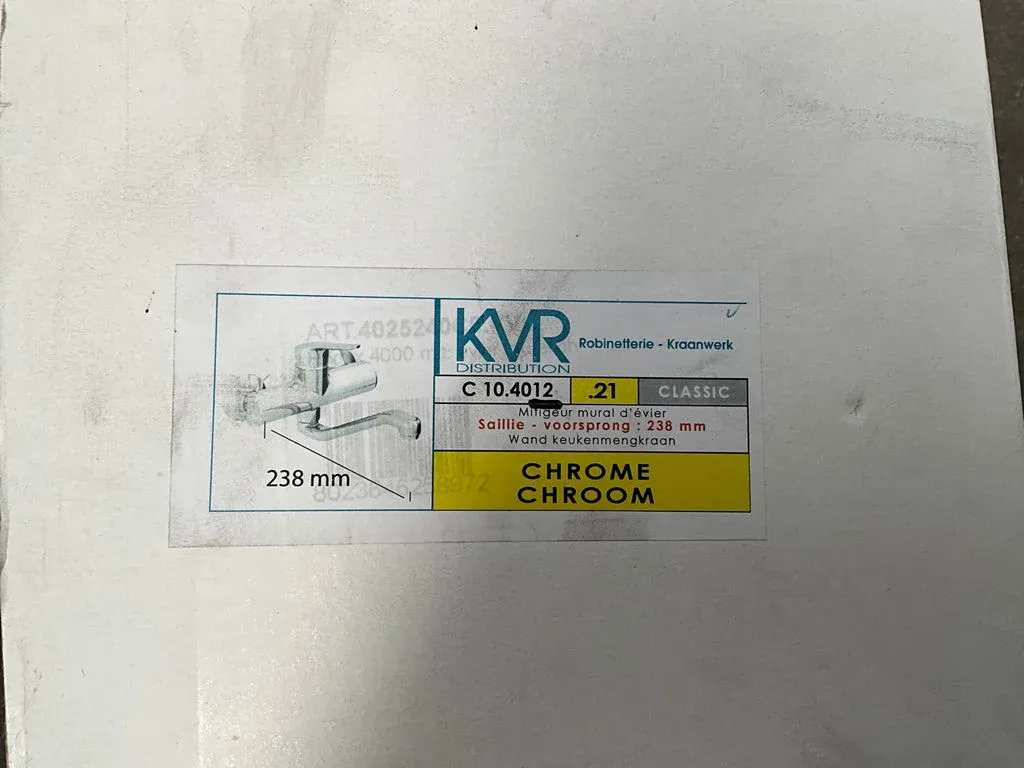 KVR
DISTRIBUTION
Robinetterie - Kraanwerk
C 10.4012 .21 CLASSIC
Mitigeur mural d'évier
Saillie - voorsprong : 238 mm
Wand keukenmengkraan
CHROME
CHROOM
238 mm